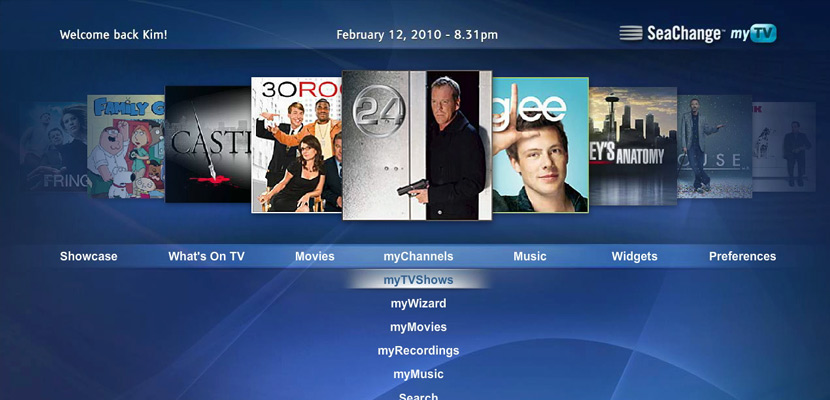 Welcome back Kim!
February 12, 2010 - 8.31pm
SeaChange™ myTV
FRING
FAMILY G
CASTL
30 ROC
24
glee
EY'S ANATOMY
OUSE
Showcase
What's On TV
Movies
myChannels
Music
Widgets
Preferences
myTVShows
myWizard
myMovies
myRecordings
myMusic
Search